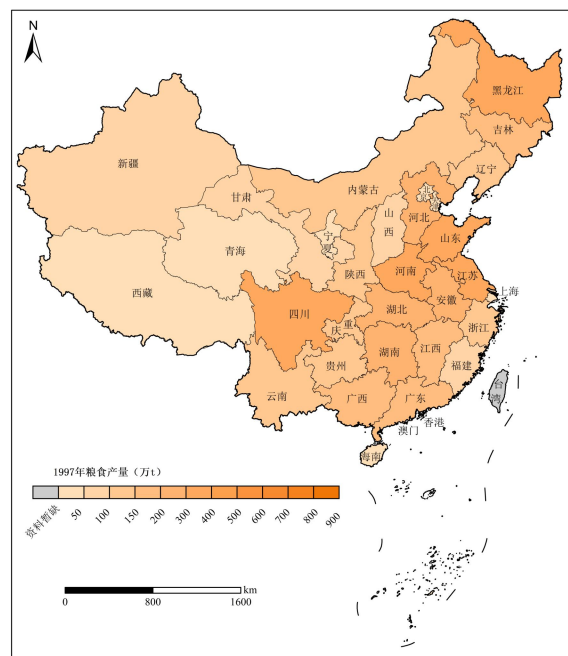 N
黑龙江
吉林
辽宁
新疆
甘肃
内蒙古
北京
天津
河北
山西
宁夏
青海
山东
陕西
河南
江苏
西藏
四川
安徽
上海
湖北
重庆
浙江
湖南
江西
贵州
福建
云南
广西
广东
台湾
香港
澳门
海南
1997年粮食产量（万t）
资料暂缺 50 100 150 200 300 400 500 600 700 800 900
0 800 1600 km